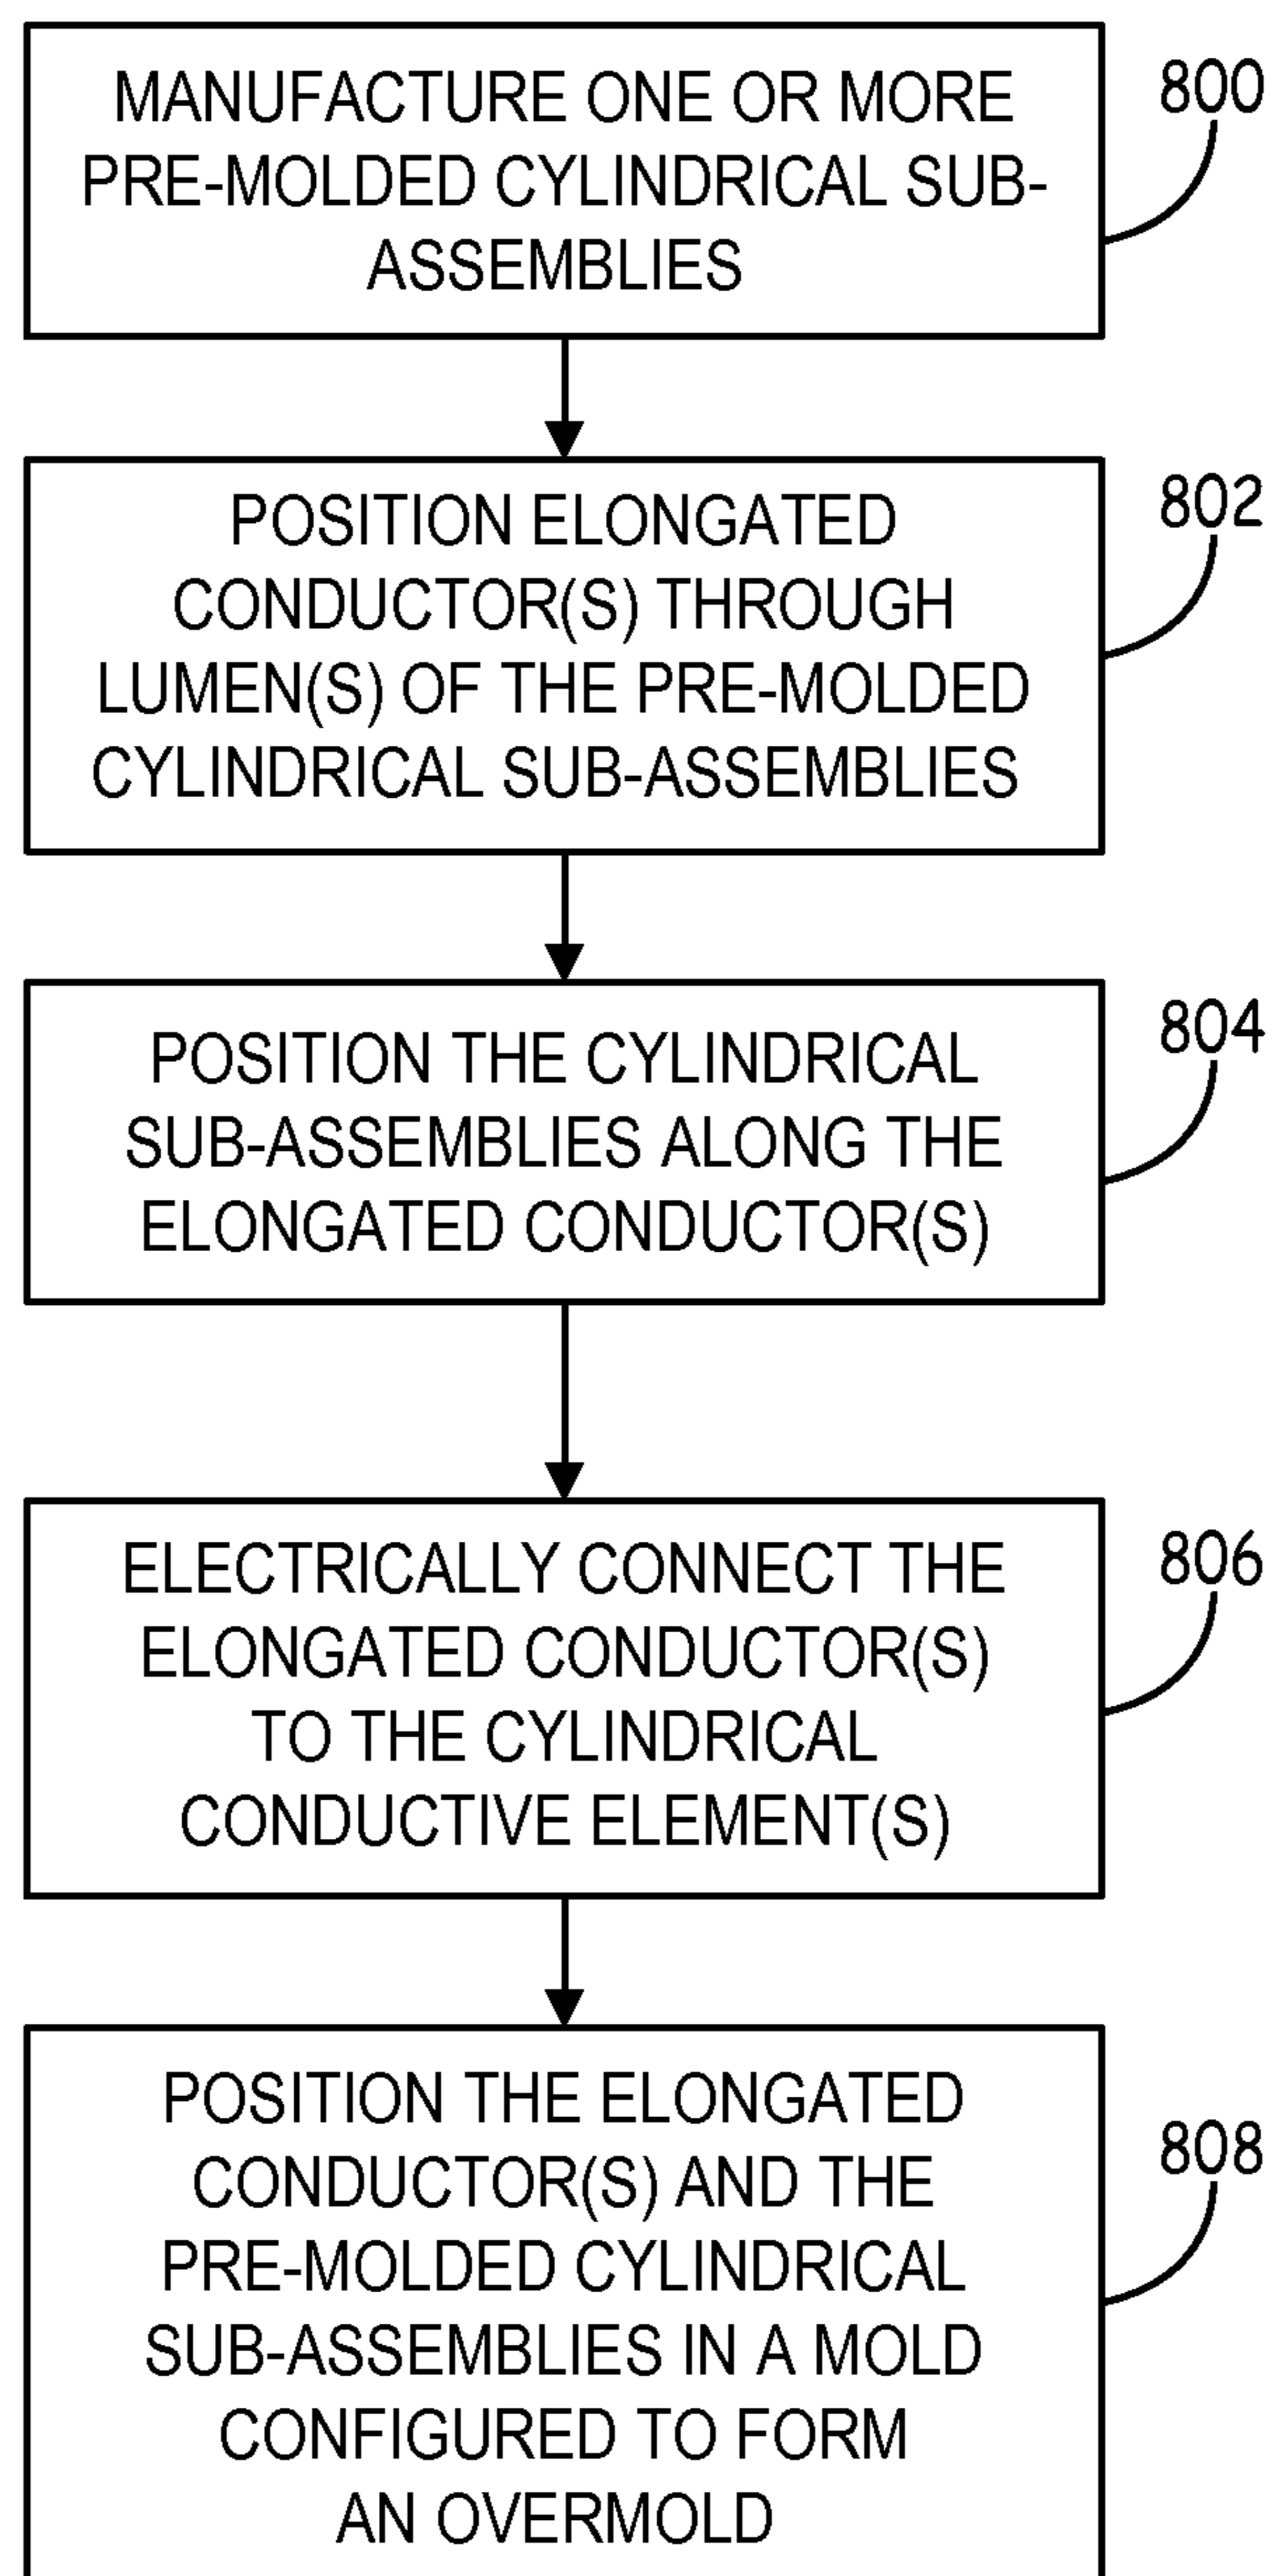 MANUFACTURE ONE OR MORE
PRE-MOLDED CYLINDRICAL SUB-
ASSEMBLIES
800
POSITION ELONGATED
CONDUCTOR(S) THROUGH
LUMEN(S) OF THE PRE-MOLDED
CYLINDRICAL SUB-ASSEMBLIES
802
POSITION THE CYLINDRICAL
SUB-ASSEMBLIES ALONG THE
ELONGATED CONDUCTOR(S)
804
ELECTRICALLY CONNECT THE
ELONGATED CONDUCTOR(S)
TO THE CYLINDRICAL
CONDUCTIVE ELEMENT(S)
806
POSITION THE ELONGATED
CONDUCTOR(S) AND THE
PRE-MOLDED CYLINDRICAL
SUB-ASSEMBLIES IN A MOLD
CONFIGURED TO FORM
AN OVERMOLD
808